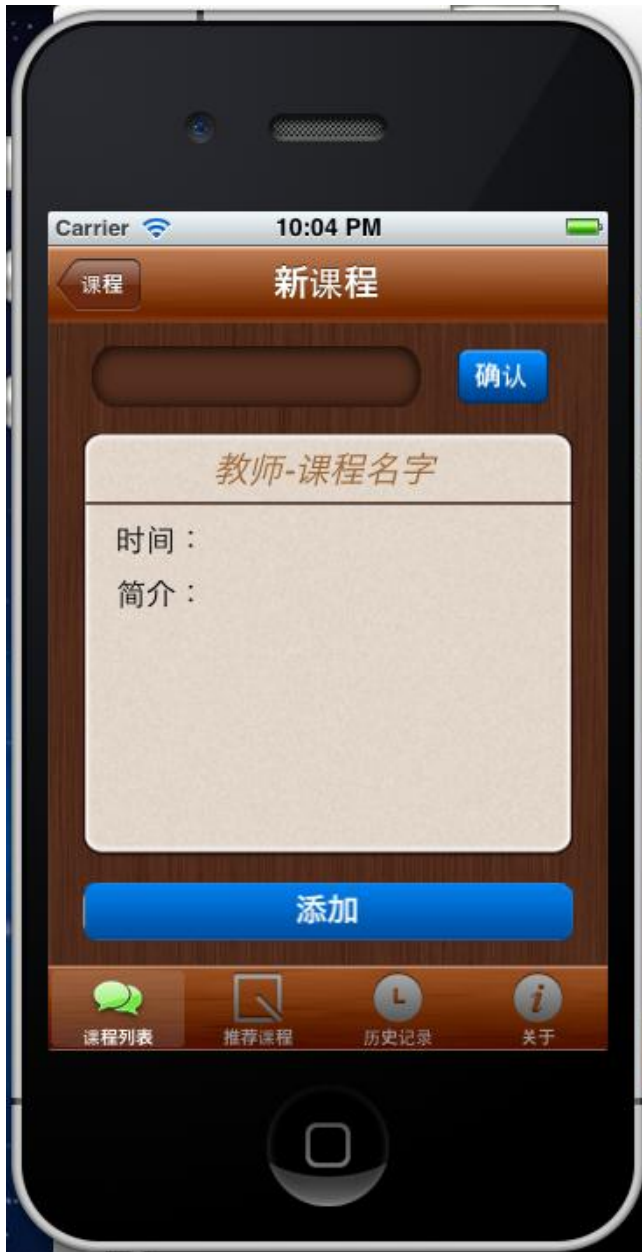 Carrier 10:04 PM
课程 新课程
确认
教师-课程名字
时间：
简介：
添加
课程列表 推荐课程 历史记录 关于